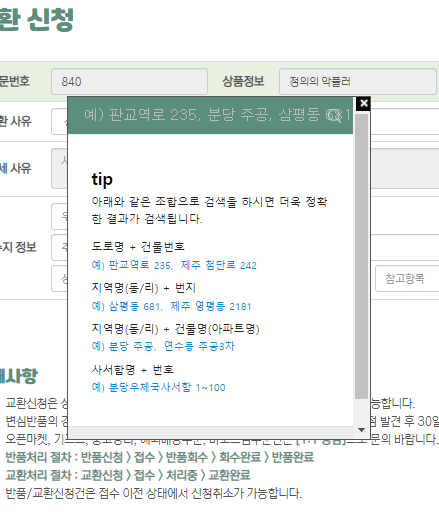 환 신청
문번호 840 상품정보 정의의 악플러
환 사유
예) 판교역로 235, 분당 주공, 삼평동 681
세 사유
tip
아래와 같은 조합으로 검색을 하시면 더욱 정확
한 결과가 검색됩니다.
도로명 + 건물번호
수지 정보
예) 판교역로 235, 제주 첨단로 242
지역명(동/리) + 번지
참고항목
예) 삼평동 681, 제주 영평동 2181
지역명(동/리) + 건물명(아파트명)
예) 분당 주공, 연수동 주공3차
사서함명 + 번호
예) 분당우체국사서함 1~100
사항
교환신청은 능합니다.
변심반품의 점 발견 후 30일
오픈마켓, 문의 바랍니다.
반품처리 절차 : 반품신청 > 접수 > 반품회수 > 회수완료 > 반품완료
교환처리 절차 : 교환신청 > 접수 > 처리중 > 교환완료
반품/교환신청건은 접수 이전 상태에서 신청취소가 가능합니다.